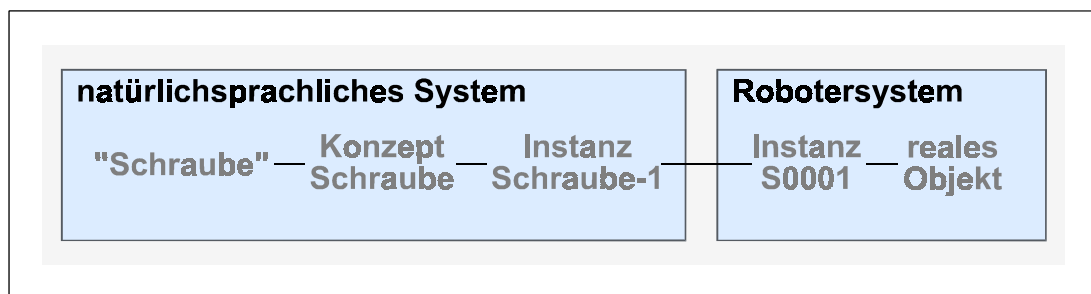 natürlichsprachliches System
"Schraube"
Konzept
Schraube
Instanz
Schraube-1
Robotersystem
Instanz
S0001
reales
Objekt